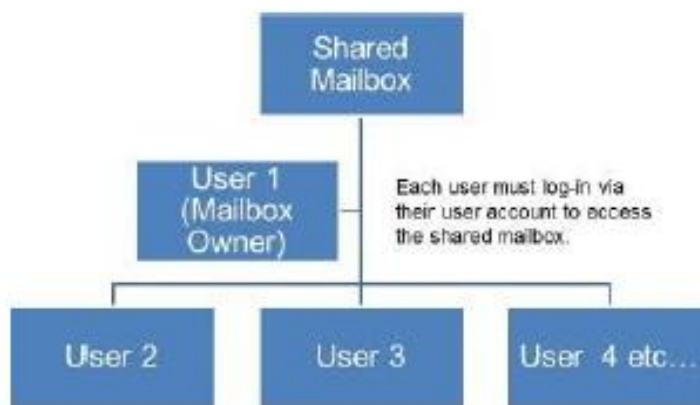 Shared
Mailbox
User 1
(Mailbox
Owner)
Each user must log-in via
their user account to access
the shared mailbox.
User 2
User 3
User 4 etc...